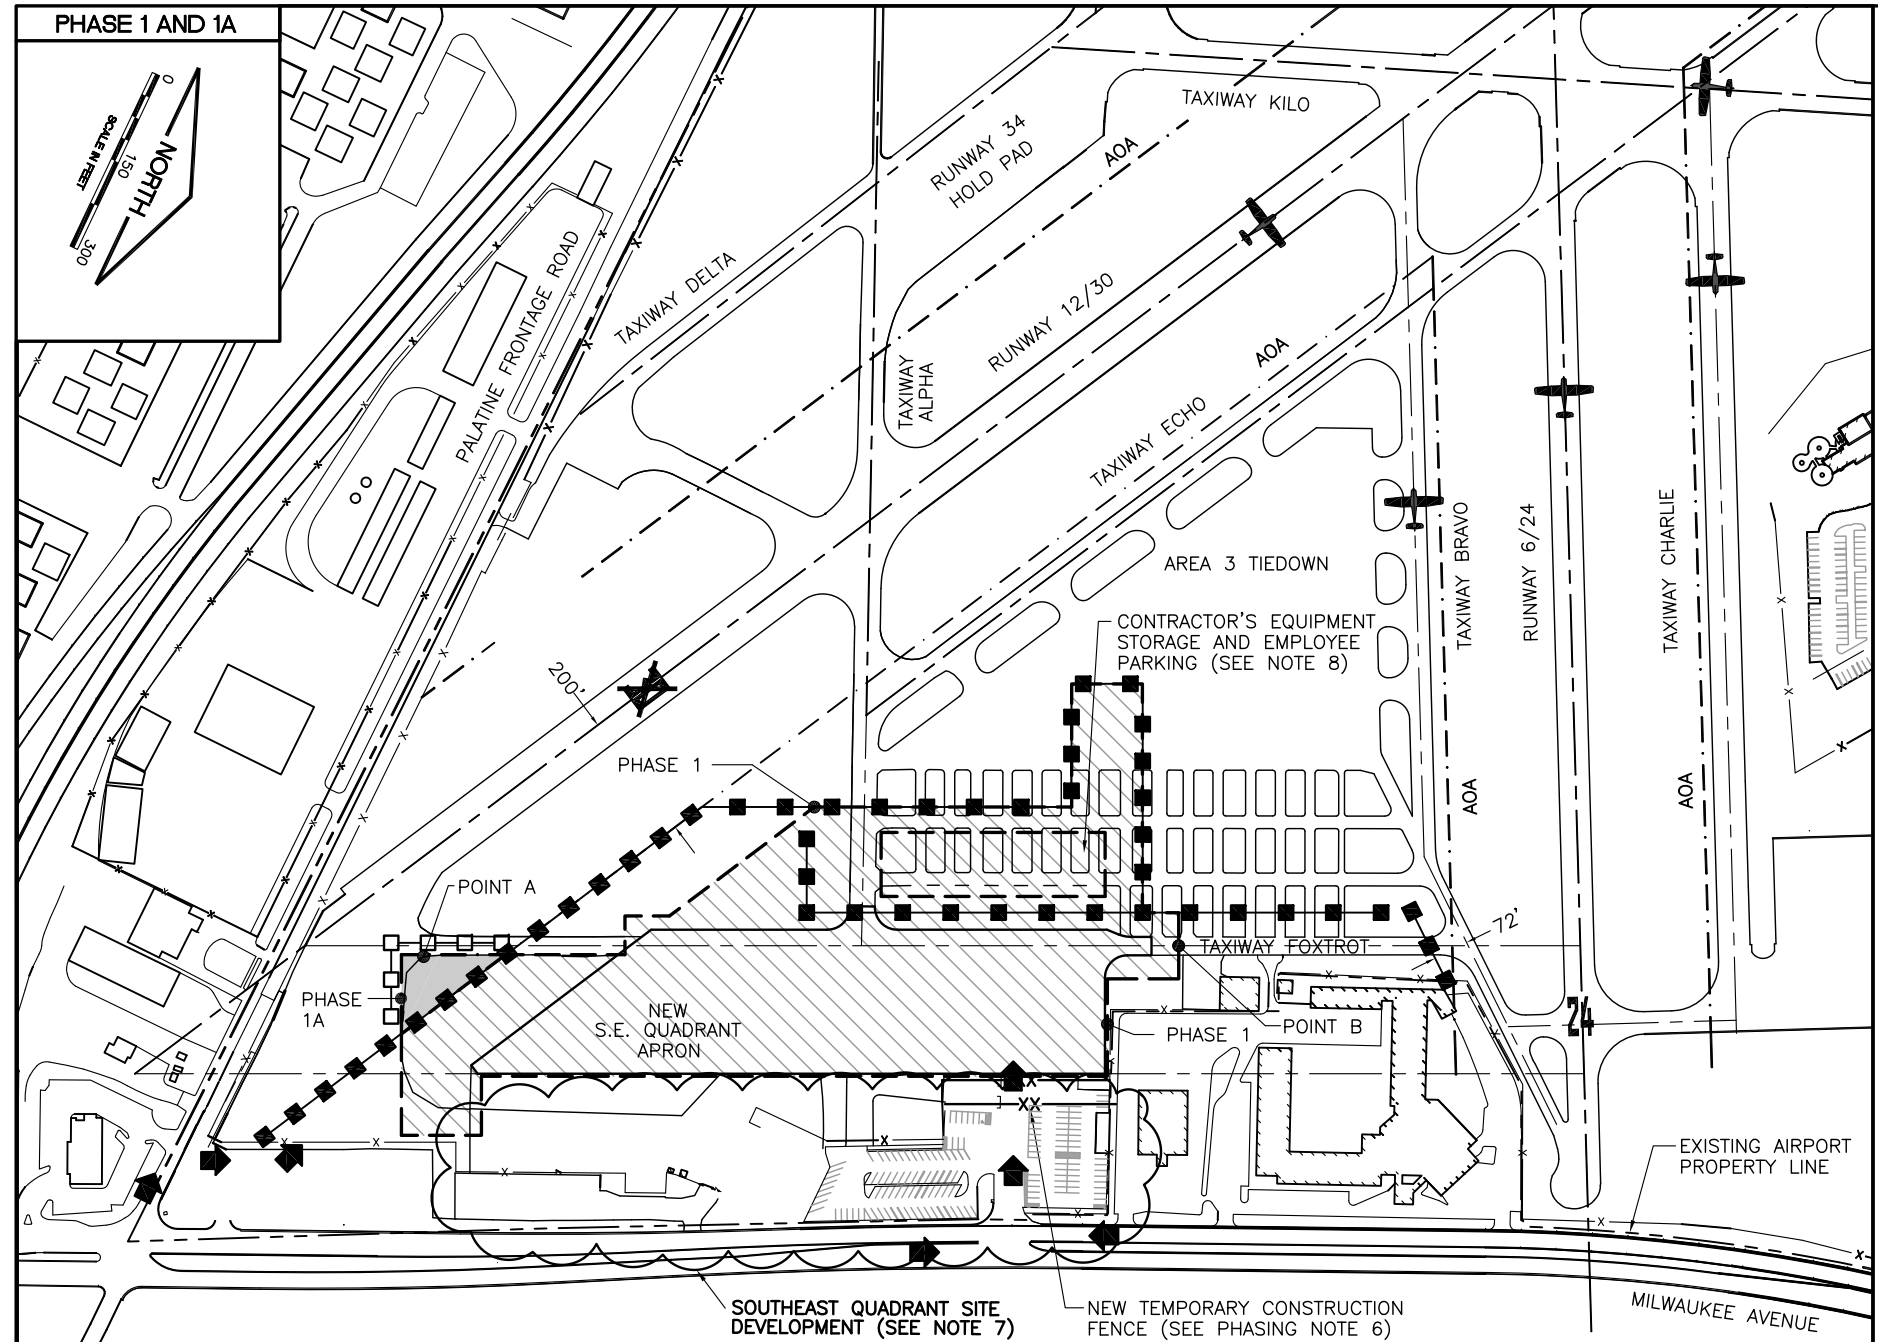 PHASE 1 AND 1A
0
150
300
SCALE IN FEET
NORTH
TAXIWAY KILO
RUNWAY 34
HOLD PAD
AOA
PALATINE FRONTAGE ROAD
TAXIWAY DELTA
RUNWAY 12/30
TAXIWAY
ALPHA
AOA
TAXIWAY ECHO
AREA 3 TIEDOWN
TAXIWAY BRAVO
RUNWAY 6/24
TAXIWAY CHARLIE
CONTRACTOR'S EQUIPMENT
STORAGE AND EMPLOYEE
PARKING (SEE NOTE 8)
200'
PHASE 1
AOA
AOA
POINT A
72'
TAXIWAY FOXTROT
PHASE
1A
NEW
S.E. QUADRANT
APRON
PHASE 1
POINT B
24
XX
EXISTING AIRPORT
PROPERTY LINE
SOUTHEAST QUADRANT SITE
DEVELOPMENT (SEE NOTE 7)
NEW TEMPORARY CONSTRUCTION
FENCE (SEE PHASING NOTE 6)
MILWAUKEE AVENUE